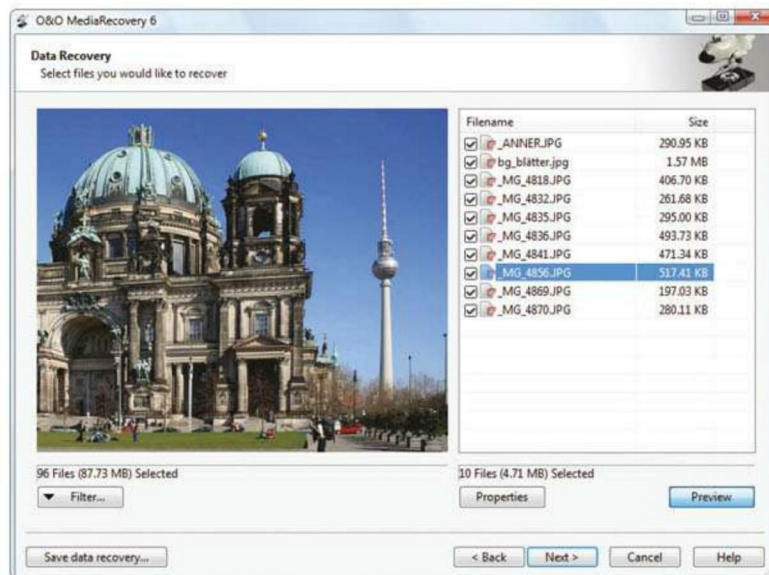 O&O MediaRecovery 6
Data Recovery
Select files you would like to recover
Filename Size
_ANNER.JPG 290.95 KB
bg_blätter.jpg 1.57 MB
_MG_4818.JPG 406.70 KB
_MG_4832.JPG 261.68 KB
_MG_4835.JPG 295.00 KB
_MG_4836.JPG 493.73 KB
_MG_4841.JPG 471.34 KB
_MG_4856.JPG 517.41 KB
_MG_4869.JPG 197.03 KB
_MG_4870.JPG 280.11 KB
96 Files (87.73 MB) Selected
10 Files (4.71 MB) Selected
Filter...
Properties
Preview
Save data recovery...
< Back
Next >
Cancel
Help